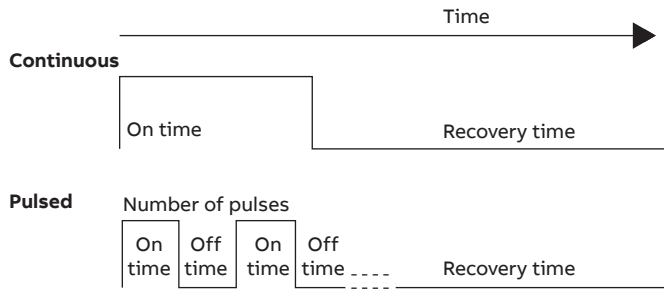 Time
Continuous
On time Recovery time
Pulsed Number of pulses
On Off On Off
time time time time Recovery time